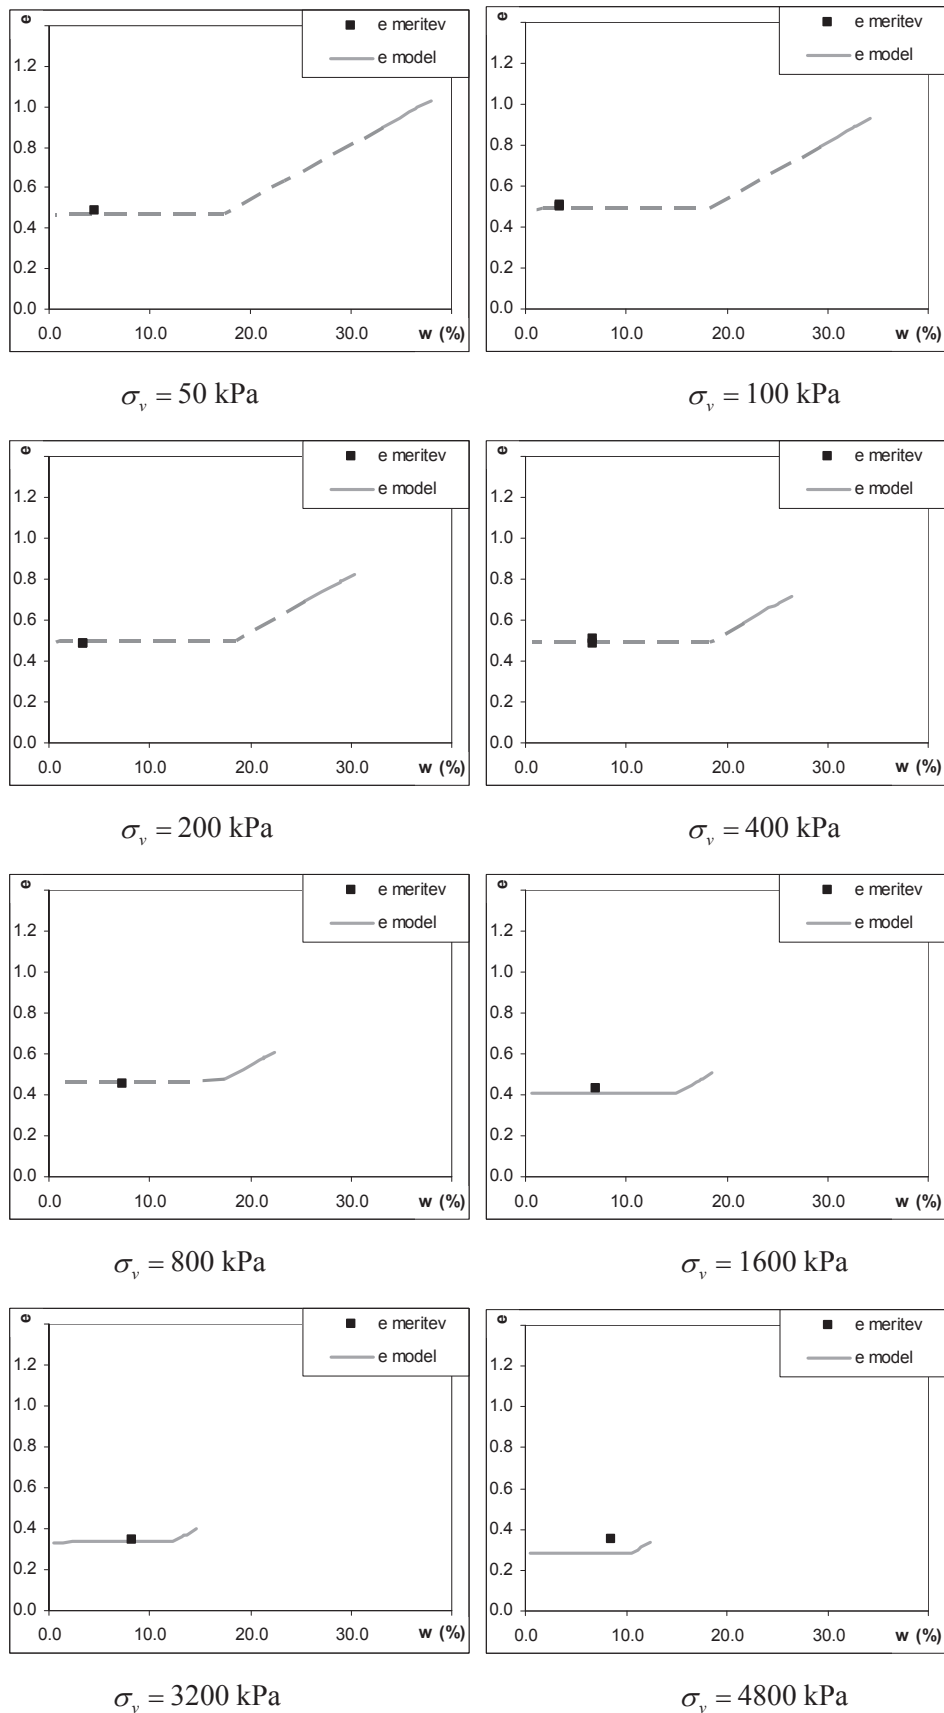 e
e meritev
e model
1.2
1.0
0.8
0.6
0.4
0.2
0.0
0.0 10.0 20.0 30.0 w (%)
σv = 50 kPa
e
e meritev
e model
1.2
1.0
0.8
0.6
0.4
0.2
0.0
0.0 10.0 20.0 30.0 w (%)
σv = 100 kPa
e
e meritev
e model
1.2
1.0
0.8
0.6
0.4
0.2
0.0
0.0 10.0 20.0 30.0 w (%)
σv = 200 kPa
e
e meritev
e model
1.2
1.0
0.8
0.6
0.4
0.2
0.0
0.0 10.0 20.0 30.0 w (%)
σv = 400 kPa
e
e meritev
e model
1.2
1.0
0.8
0.6
0.4
0.2
0.0
0.0 10.0 20.0 30.0 w (%)
σv = 800 kPa
e
e meritev
e model
1.2
1.0
0.8
0.6
0.4
0.2
0.0
0.0 10.0 20.0 30.0 w (%)
σv = 1600 kPa
e
e meritev
e model
1.2
1.0
0.8
0.6
0.4
0.2
0.0
0.0 10.0 20.0 30.0 w (%)
σv = 3200 kPa
e
e meritev
e model
1.2
1.0
0.8
0.6
0.4
0.2
0.0
0.0 10.0 20.0 30.0 w (%)
σv = 4800 kPa